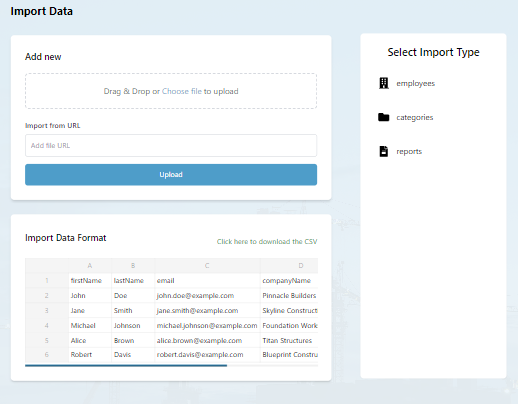 Import Data
Add new
Drag & Drop or Choose file to upload
Import from URL
Add file URL
Upload
Import Data Format
Click here to download the CSV
A B C D
1 firstName lastName email companyName
2 John Doe john.doe@example.com Pinnacle Builders
3 Jane Smith jane.smith@example.com Skyline Constructi
4 Michael Johnson michael.johnson@example.com Foundation Work
5 Alice Brown alice.brown@example.com Titan Structures
6 Robert Davis robert.davis@example.com Blueprint Constru
Select Import Type
employees
categories
reports